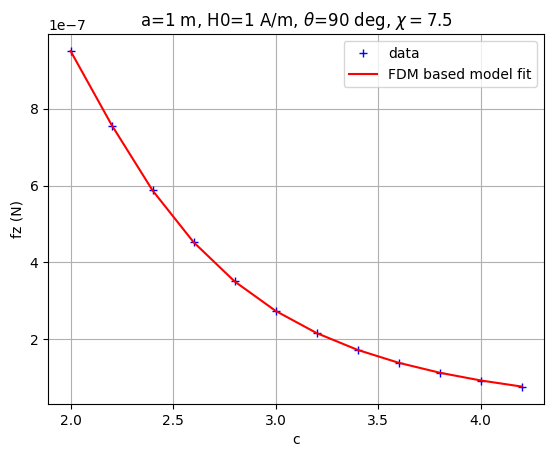 a=1 m, H0=1 A/m, θ=90 deg, χ = 7.5
1e−7
data
FDM based model fit
8
6
4
2
fz (N)
2.0 2.5 3.0 3.5 4.0
c